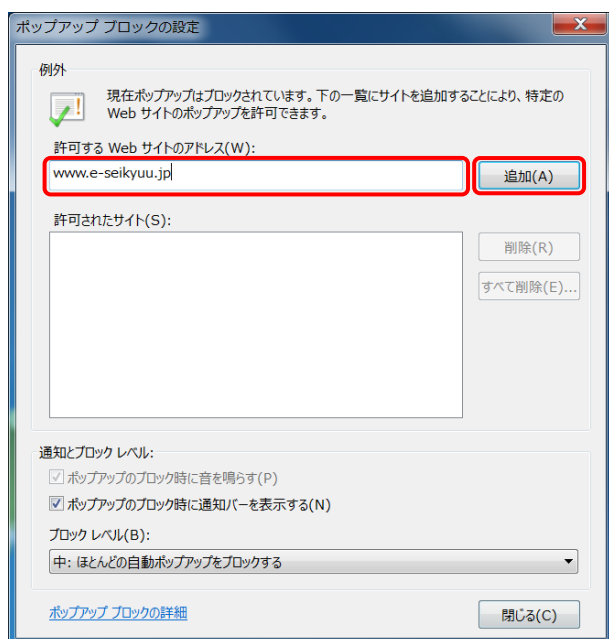 ポップアップ ブロックの設定
例外
現在ポップアップはブロックされています。下の一覧にサイトを追加することにより、特定の
Web サイトのポップアップを許可できます。
許可する Web サイトのアドレス(W):
www.e-seikyuu.jp
追加(A)
許可されたサイト(S):
削除(R)
すべて削除(E)...
通知とブロック レベル:
ポップアップのブロック時に音を鳴らす(P)
ポップアップのブロック時に通知バーを表示する(N)
ブロック レベル(B):
中: ほとんどの自動ポップアップをブロックする
ポップアップ ブロックの詳細
閉じる(C)